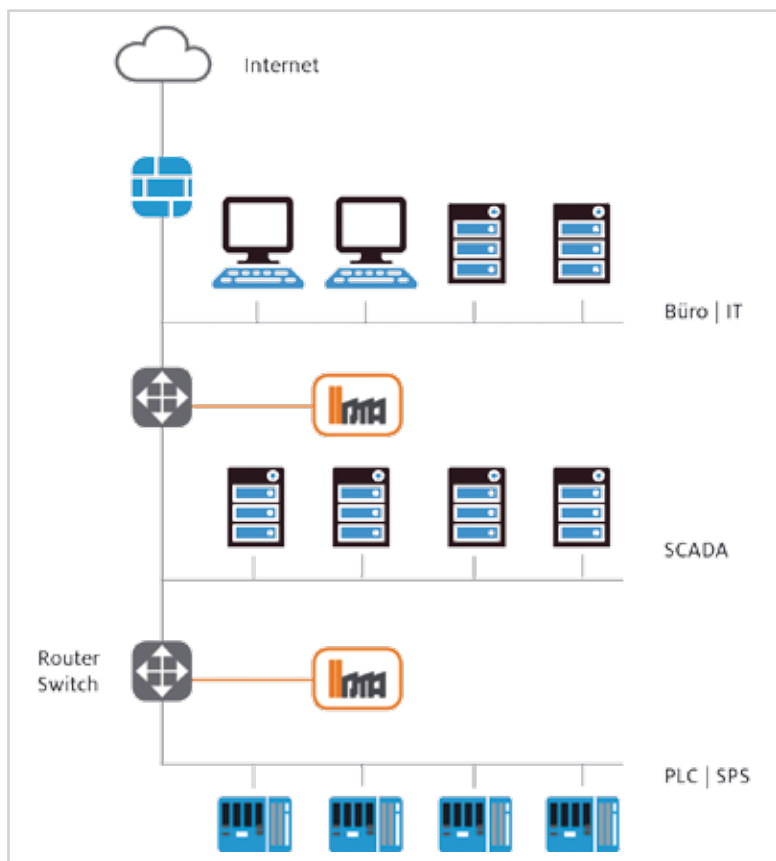 Internet
Büro | IT
SCADA
Router
Switch
PLC | SPS